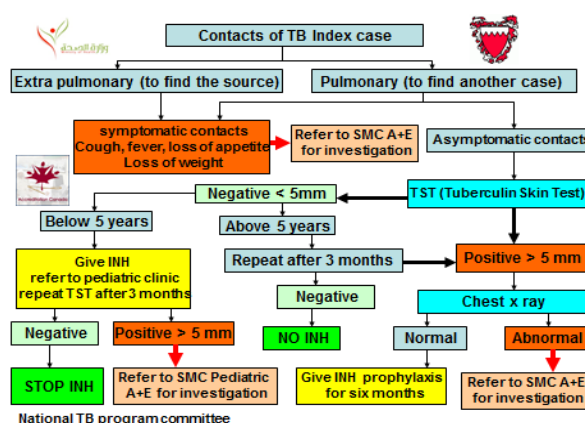 Contacts of TB Index case
Extra pulmonary (to find the source)
Pulmonary (to find another case)
symptomatic contacts
Cough, fever, loss of appetite
Loss of weight
Refer to SMC A+E
for investigation
Asymptomatic contacts
Negative < 5mm
TST (Tuberculin Skin Test)
Below 5 years
Above 5 years
Give INH
refer to pediatric clinic
repeat TST after 3 months
Repeat after 3 months
Positive > 5 mm
Negative
Chest x ray
Negative
Positive > 5 mm
NO INH
Normal
Abnormal
STOP INH
Refer to SMC Pediatric
A+E for investigation
Give INH prophylaxis
for six months
Refer to SMC A+E
for investigation
National TB program committee